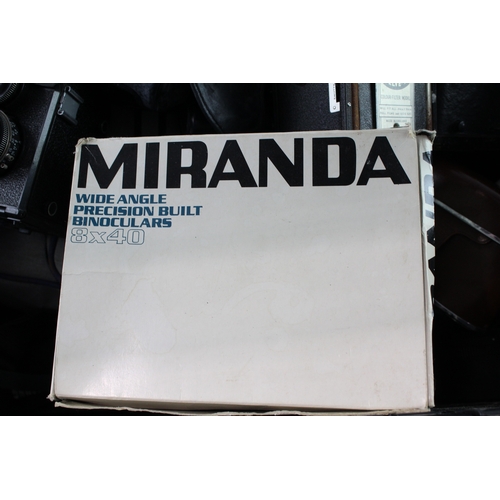 MIRANDA
WIDE ANGLE
PRECISION BUILT
BINOCULARS
8x40